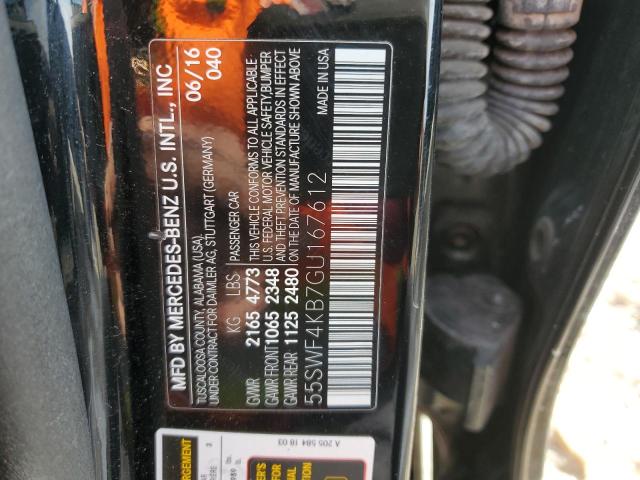 MFD BY MERCEDES-BENZ U.S. INTL., INC.
TUSCALOOSA COUNTY, ALABAMA (USA)
UNDER CONTRACT FOR DAIMLER AG, STUTTGART (GERMANY)
06/16
040
KG LBS PASSENGER CAR
GVWR 2165 4773
GAWR FRONT 1065 2348
GAWR REAR 1125 2480
THIS VEHICLE CONFORMS TO ALL APPLICABLE
U.S. FEDERAL MOTOR VEHICLE SAFETY, BUMPER
AND THEFT PREVENTION STANDARDS IN EFFECT
ON THE DATE OF MANUFACTURE SHOWN ABOVE
55SWF4KB7GU167612
MADE IN USA
A 205 584 18 03